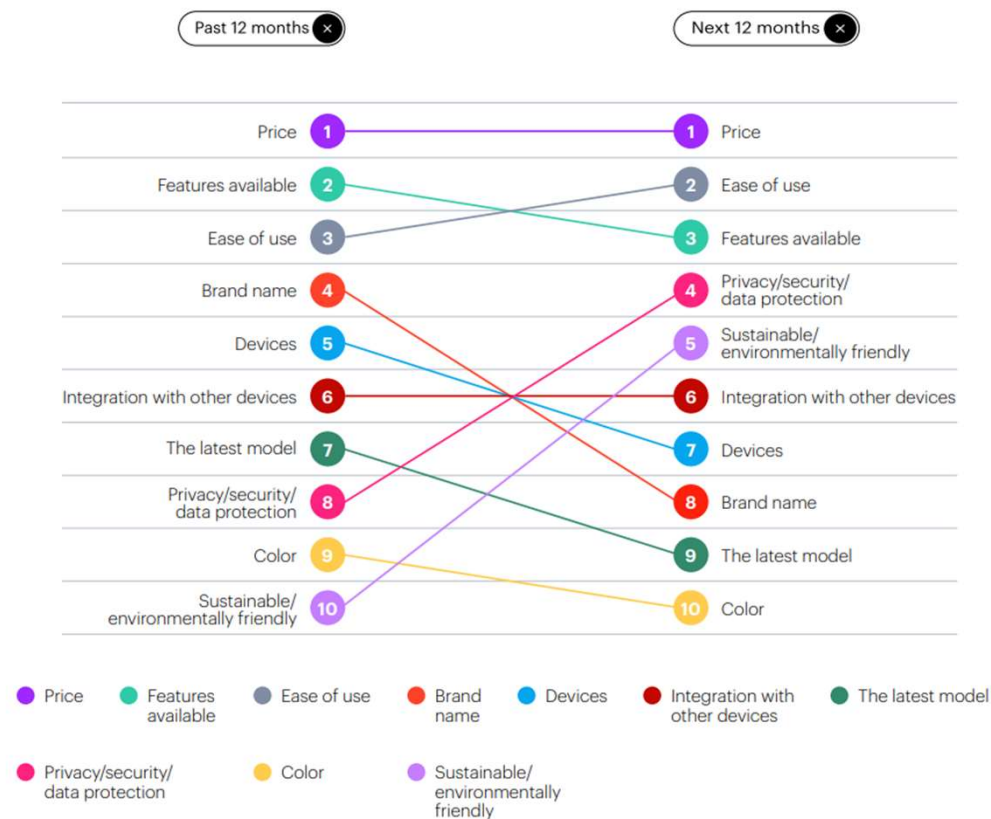 Past 12 months ×
Next 12 months ×
Price 1
1 Price
Features available 2
2 Ease of use
Ease of use 3
3 Features available
Brand name 4
4 Privacy/security/
data protection
Devices 5
5 Sustainable/
environmentally friendly
Integration with other devices 6
6 Integration with other devices
The latest model 7
7 Devices
Privacy/security/
data protection 8
8 Brand name
Color 9
9 The latest model
Sustainable/
environmentally friendly 10
10 Color
Price
Features
available
Ease of use
Brand
name
Devices
Integration with
other devices
The latest model
Privacy/security/
data protection
Color
Sustainable/
environmentally
friendly